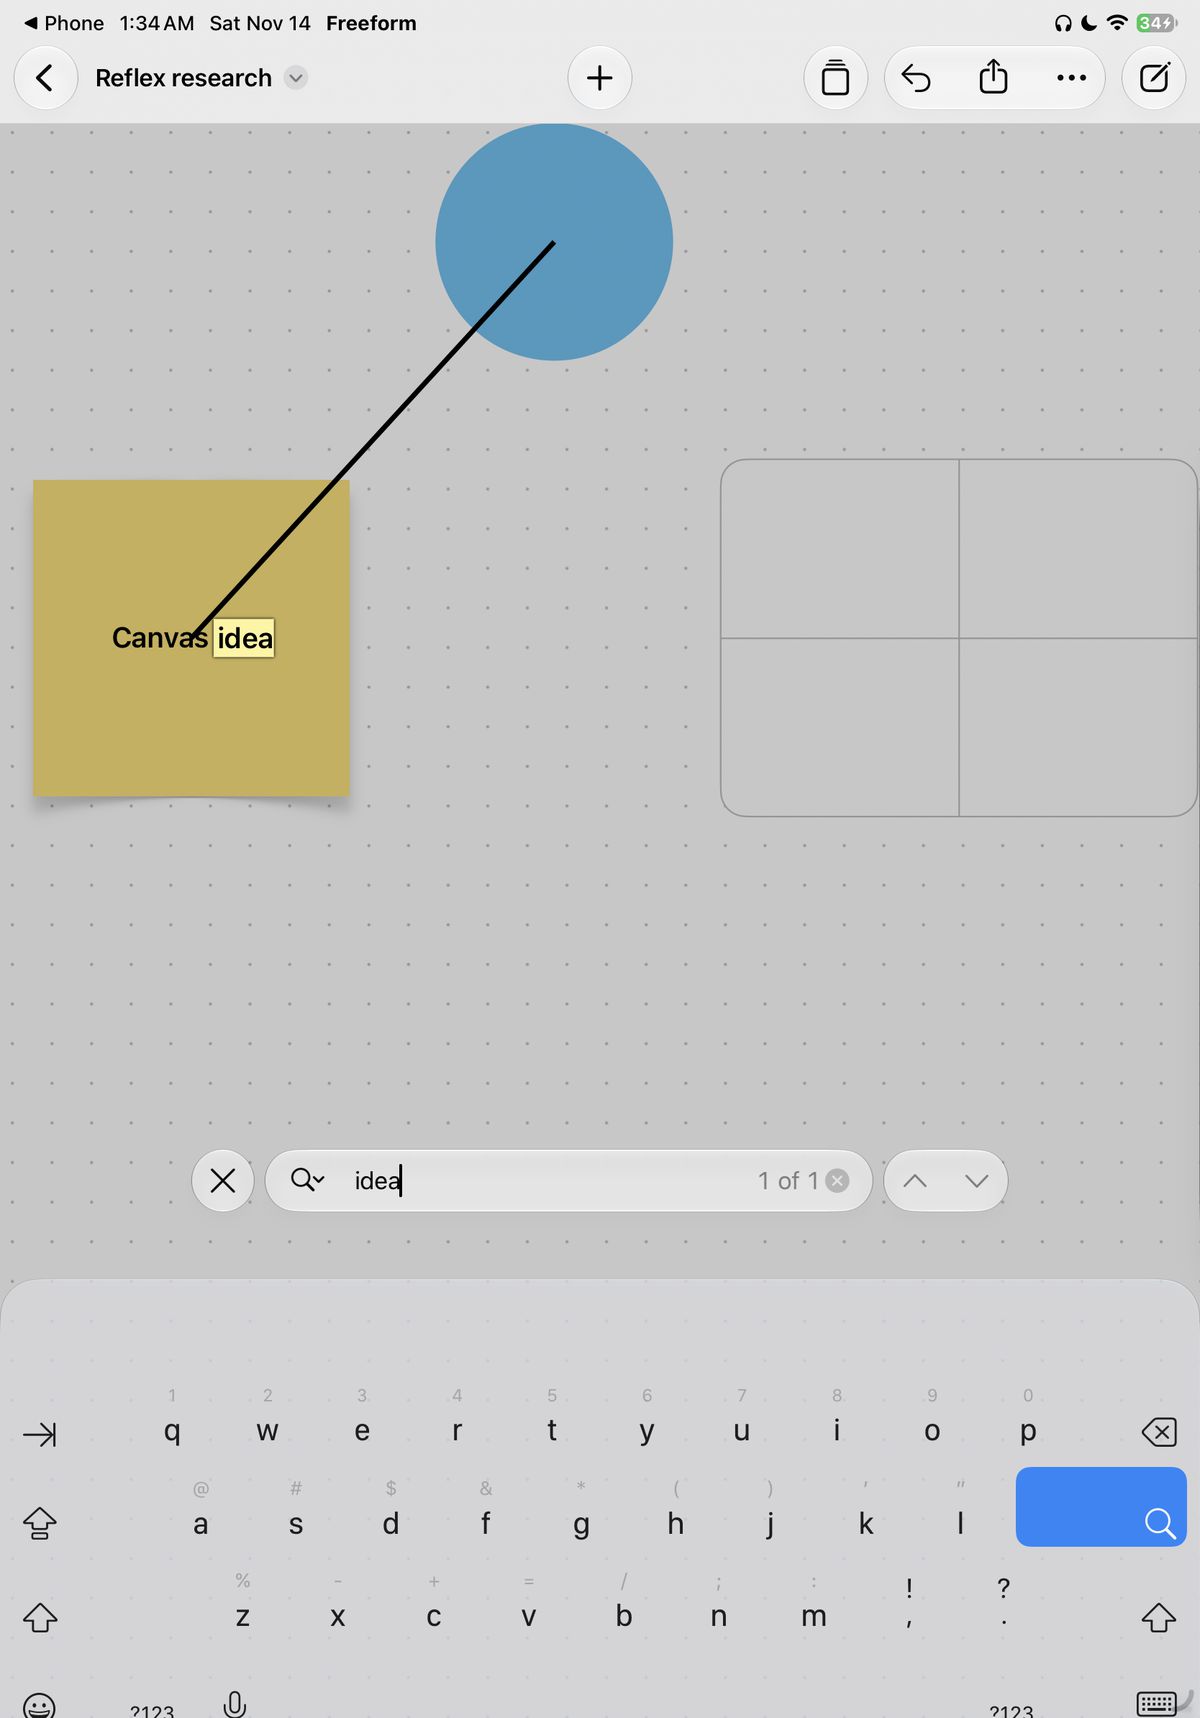 Phone 1:34 AM Sat Nov 14 Freeform 34
Reflex research
Canvas idea
idea 1 of 1
1 2 3 4 5 6 7 8 9 0
q w e r t y u i o p
@ # $ & * ( ) ' "
a s d f g h j k l
% - + = / ; : ! ?
z x c v b n m , .
?123 ?123